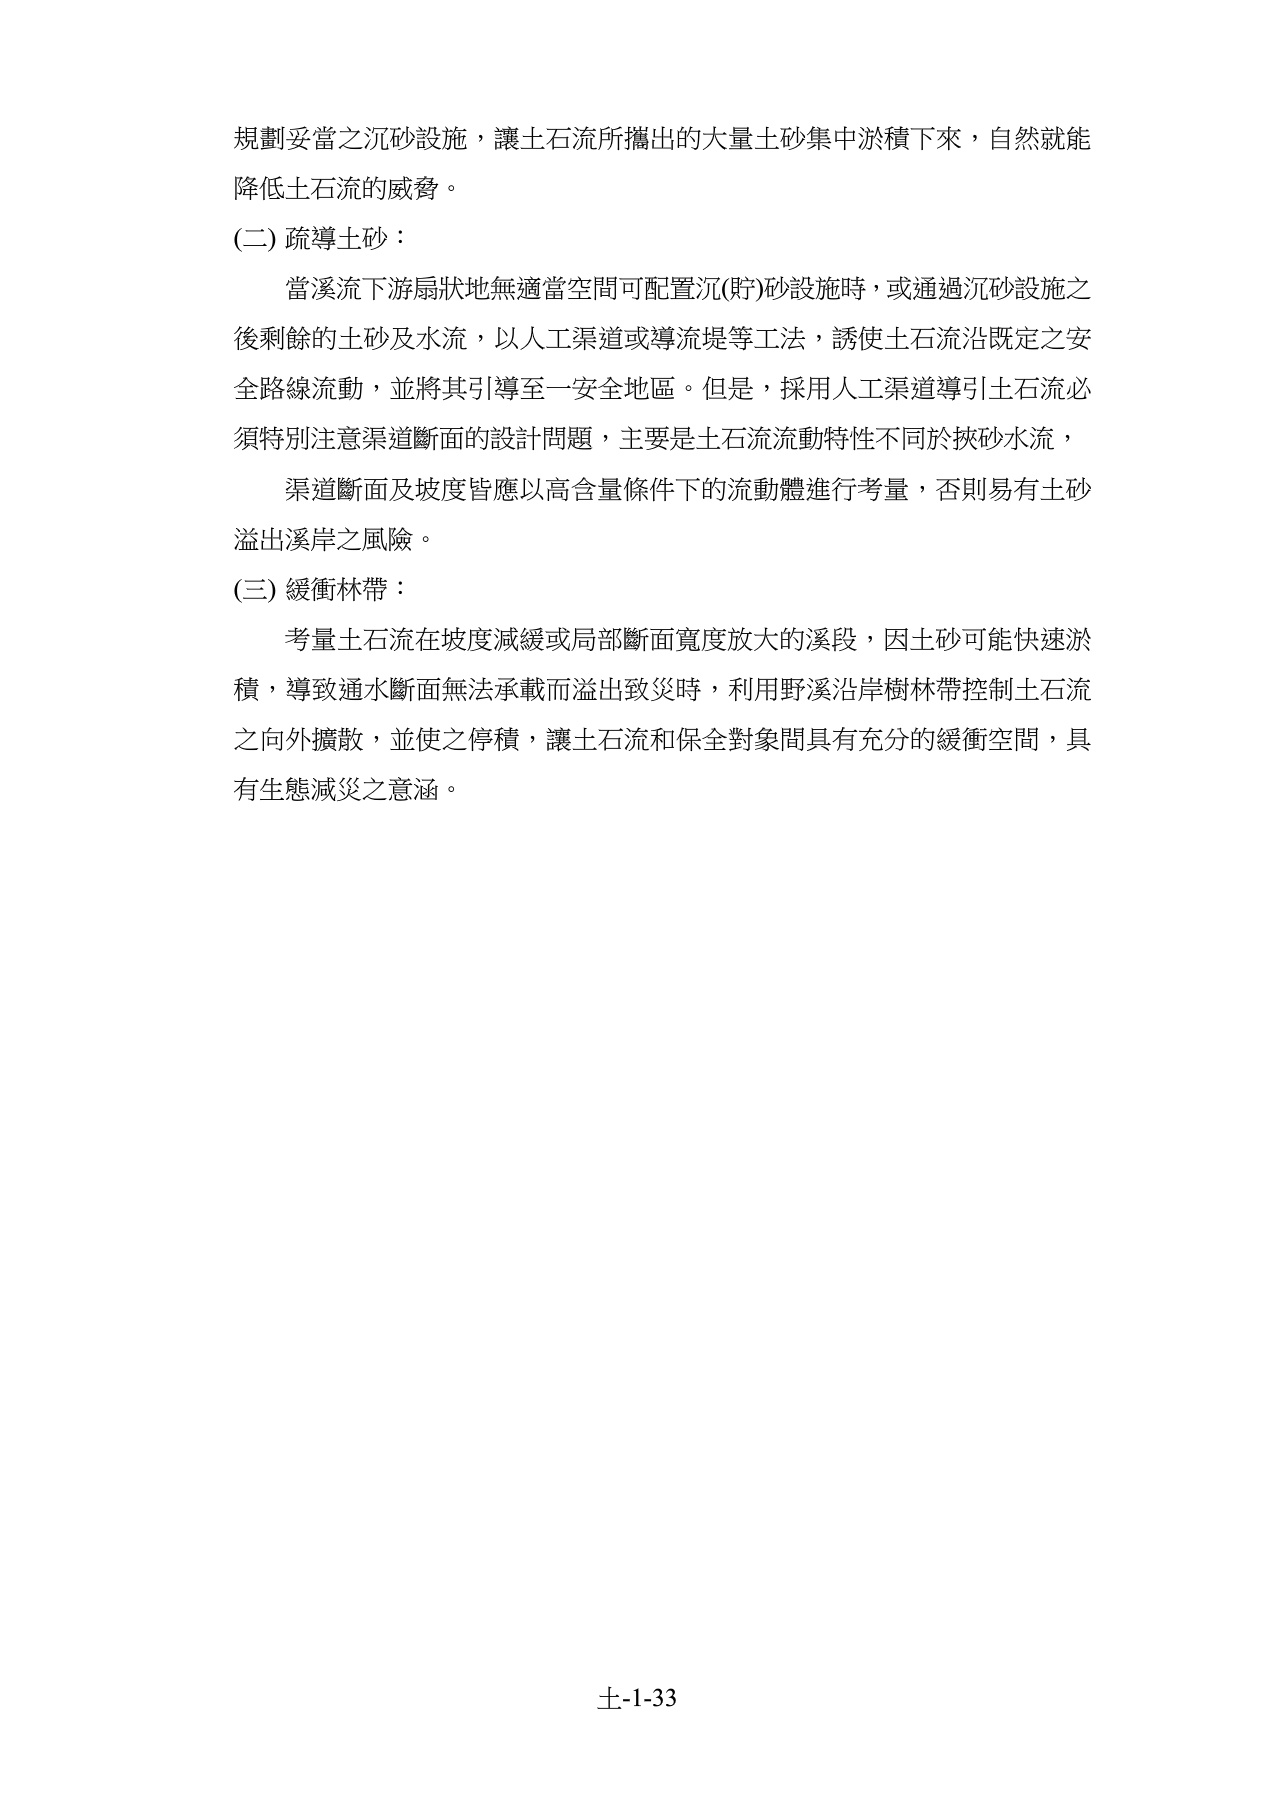 規劃妥當之沉砂設施，讓土石流所攜出的大量土砂集中淤積下來，自然就能
降低土石流的威脅。
(二) 疏導土砂：
當溪流下游扇狀地無適當空間可配置沉(貯)砂設施時，或通過沉砂設施之
後剩餘的土砂及水流，以人工渠道或導流堤等工法，誘使土石流沿既定之安
全路線流動，並將其引導至一安全地區。但是，採用人工渠道導引土石流必
須特別注意渠道斷面的設計問題，主要是土石流流動特性不同於挾砂水流，
渠道斷面及坡度皆應以高含量條件下的流動體進行考量，否則易有土砂
溢出溪岸之風險。
(三) 緩衝林帶：
考量土石流在坡度減緩或局部斷面寬度放大的溪段，因土砂可能快速淤
積，導致通水斷面無法承載而溢出致災時，利用野溪沿岸樹林帶控制土石流
之向外擴散，並使之停積，讓土石流和保全對象間具有充分的緩衝空間，具
有生態減災之意涵。
土-1-33